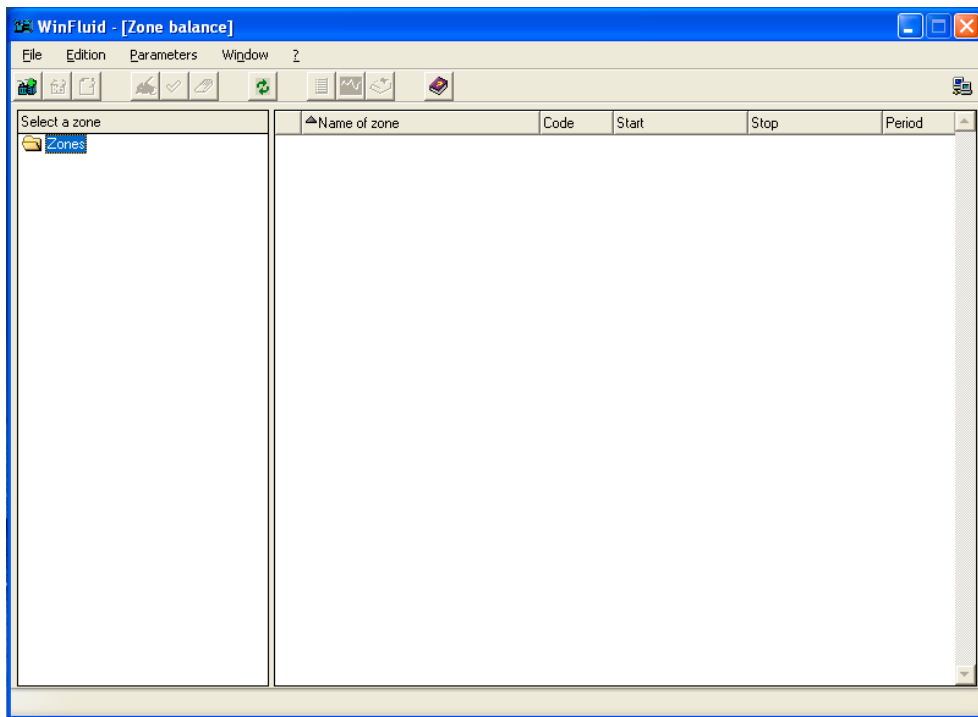 WinFluid - [Zone balance]
File Edition Parameters Window ?
Select a zone
Zones
Name of zone Code Start Stop Period